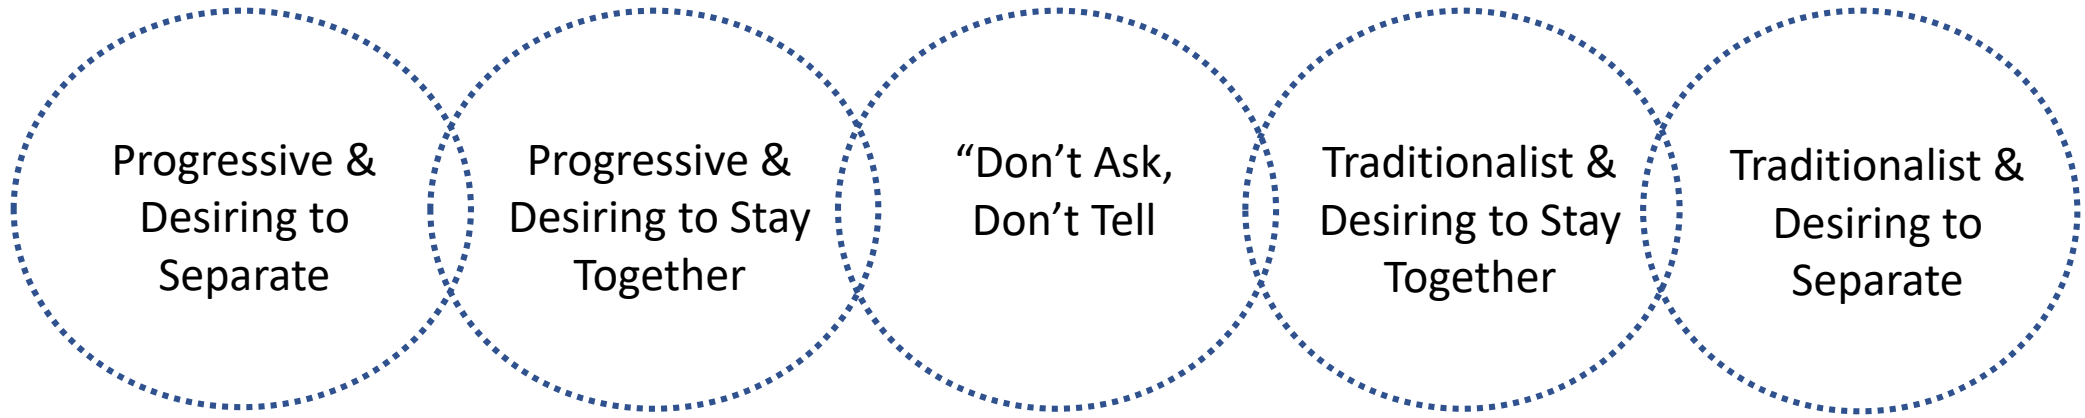 Progressive &
Desiring to
Separate
Progressive &
Desiring to Stay
Together
“Don’t Ask,
Don’t Tell
Traditionalist &
Desiring to Stay
Together
Traditionalist &
Desiring to
Separate